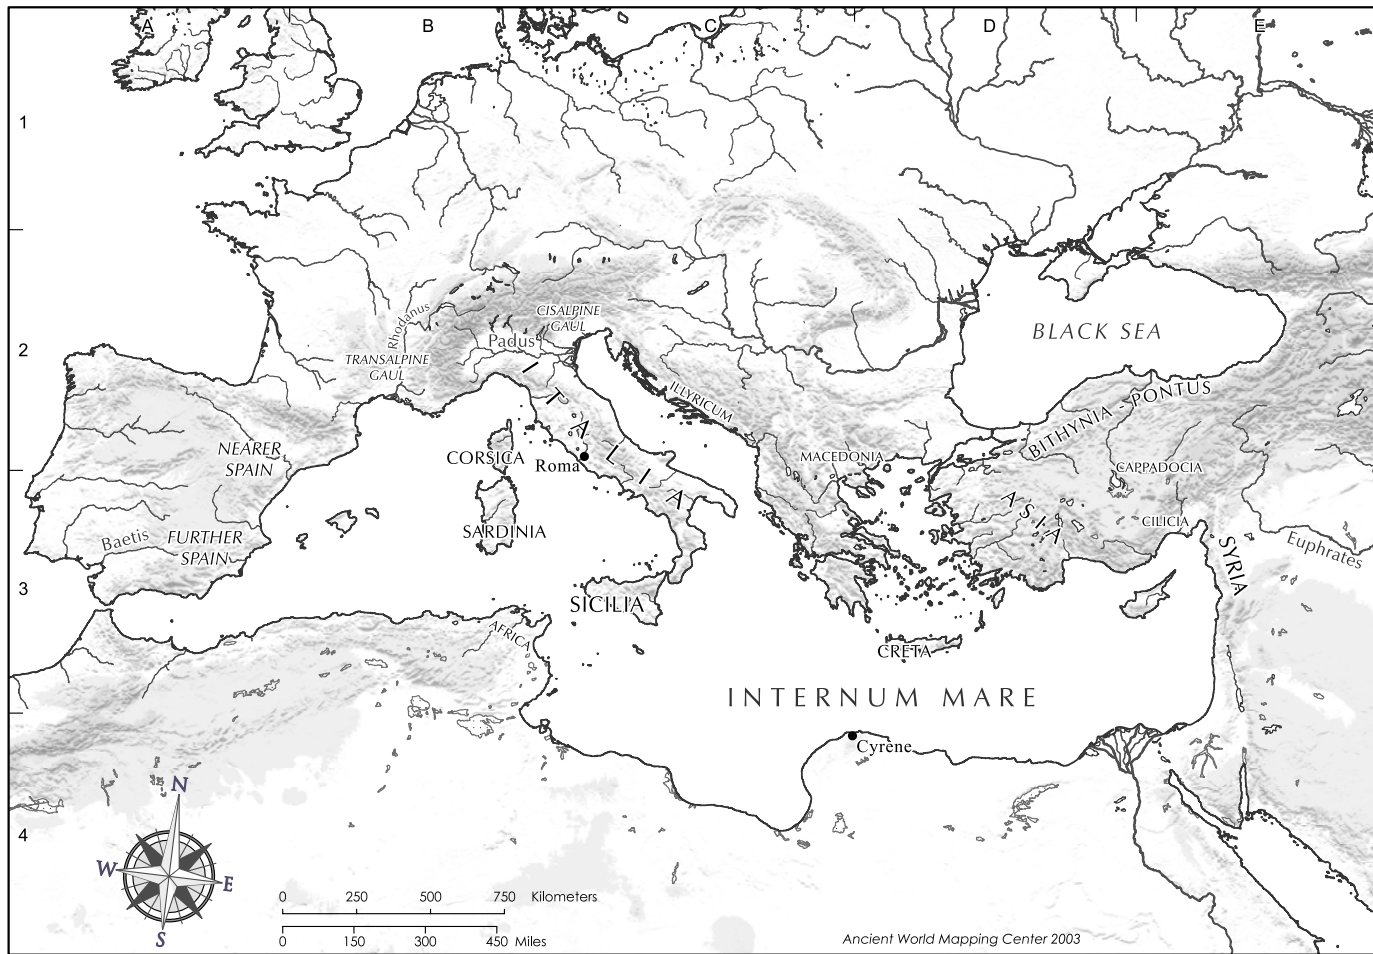 A B C D E
1
2
3
4
BLACK SEA
CISALPINE
GAUL
Rhodanus
Padus
TRANSALPINE
GAUL
ILLYRICUM
BITHYNIA - PONTUS
ITALIA
NEARER
SPAIN
CORSICA
Roma
MACEDONIA
CAPPADOCIA
ASIA
CILICIA
SARDINIA
Baetis
FURTHER
SPAIN
Euphrates
SYRIA
SICILIA
AFRICA
CRETA
INTERNUM MARE
Cyrene
N
W
E
S
0 250 500 750 Kilometers
0 150 300 450 Miles
Ancient World Mapping Center 2003